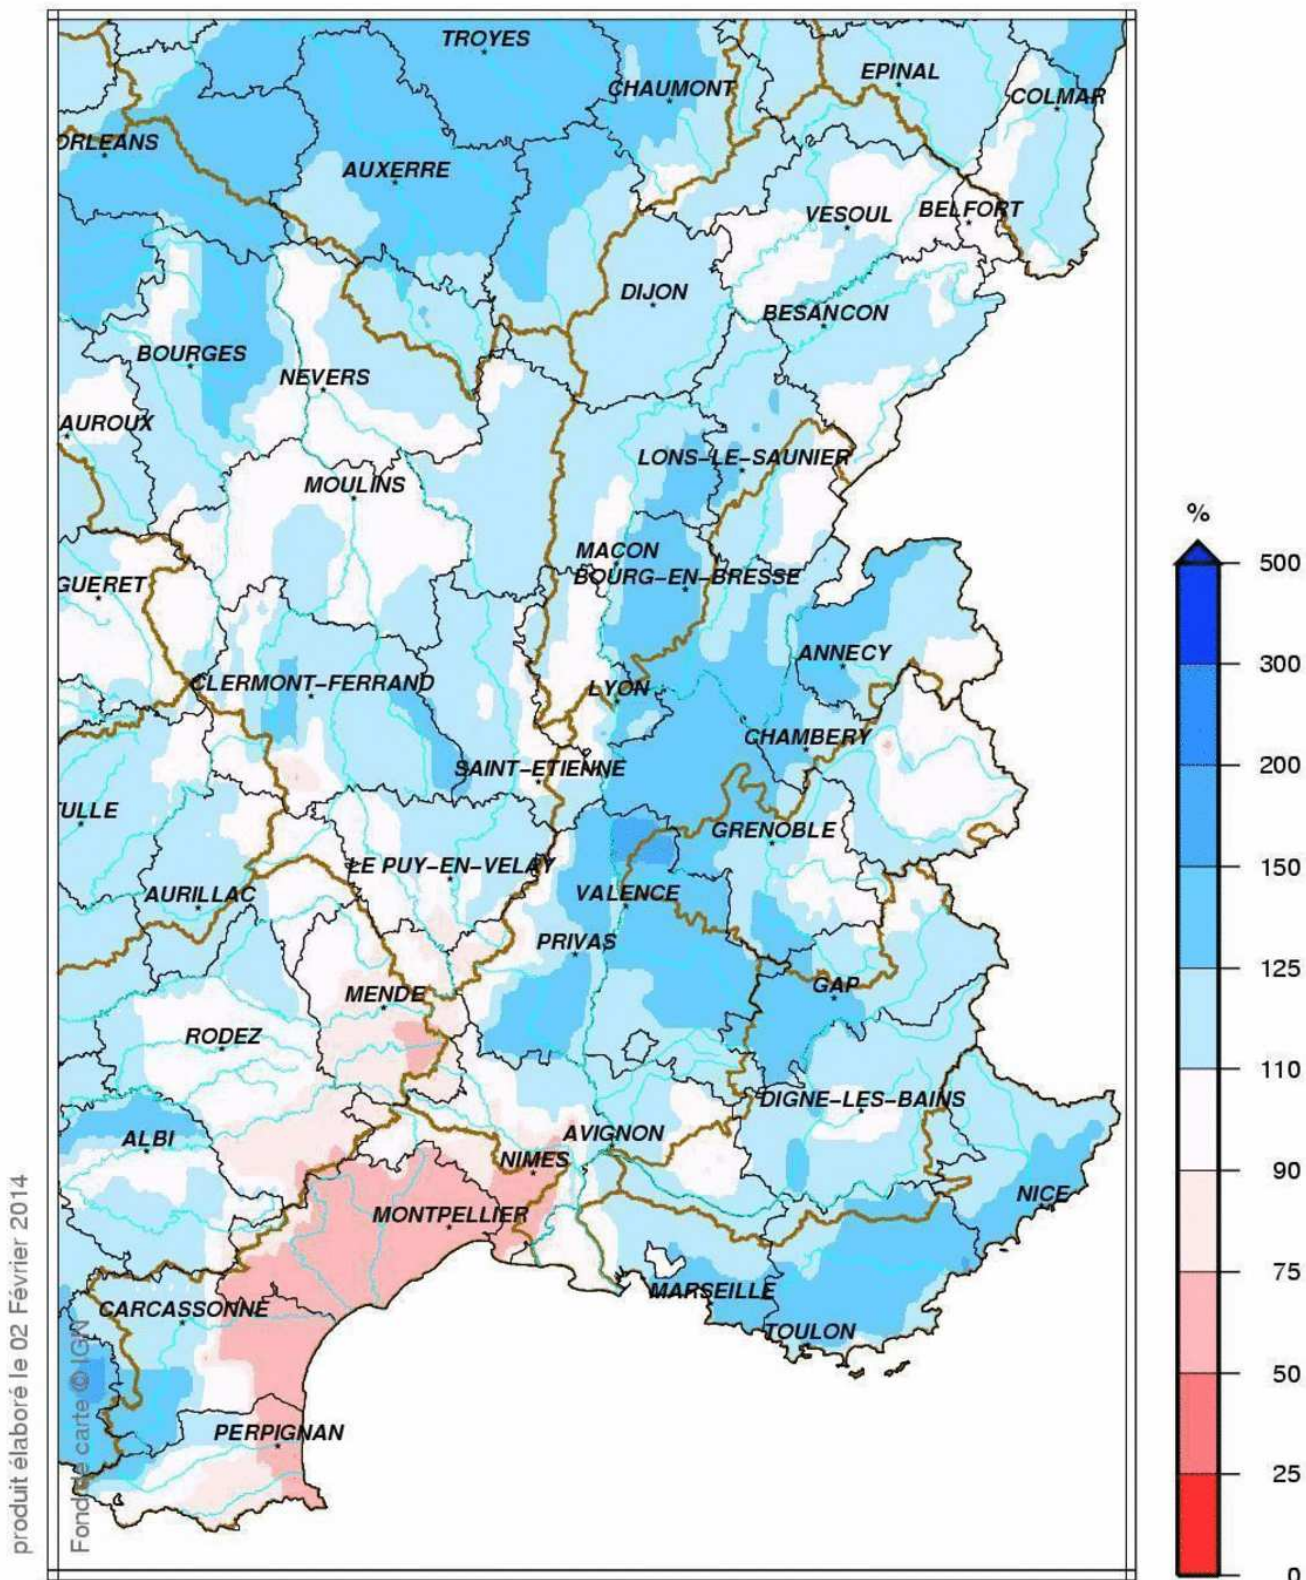 TROYES
CHAUMONT
EPINAL
COLMAR
ORLEANS
AUXERRE
VESOUL
BELFORT
DIJON
BESANCON
BOURGES
NEVERS
AUROUX
LONS-LE-SAUNIER
MOULINS
%
500
MACON
BOURG-EN-BRESSE
GUERET
ANNECY
300
CLERMONT-FERRAND
LYON
CHAMBERY
200
SAINT-ETIENNE
TULLE
GRENOBLE
LE PUY-EN-VELAY
150
AURILLAC
VALENCE
PRIVAS
125
GAP
MENDE
RODEZ
110
DIGNE-LES-BAINS
ALBI
AVIGNON
NIMES
90
NICE
MONTPELLIER
75
MARSEILLE
CARCASSONNE
TOULON
50
PERPIGNAN
25
0
produit élaboré le 02 Février 2014
Fond de carte © IGN